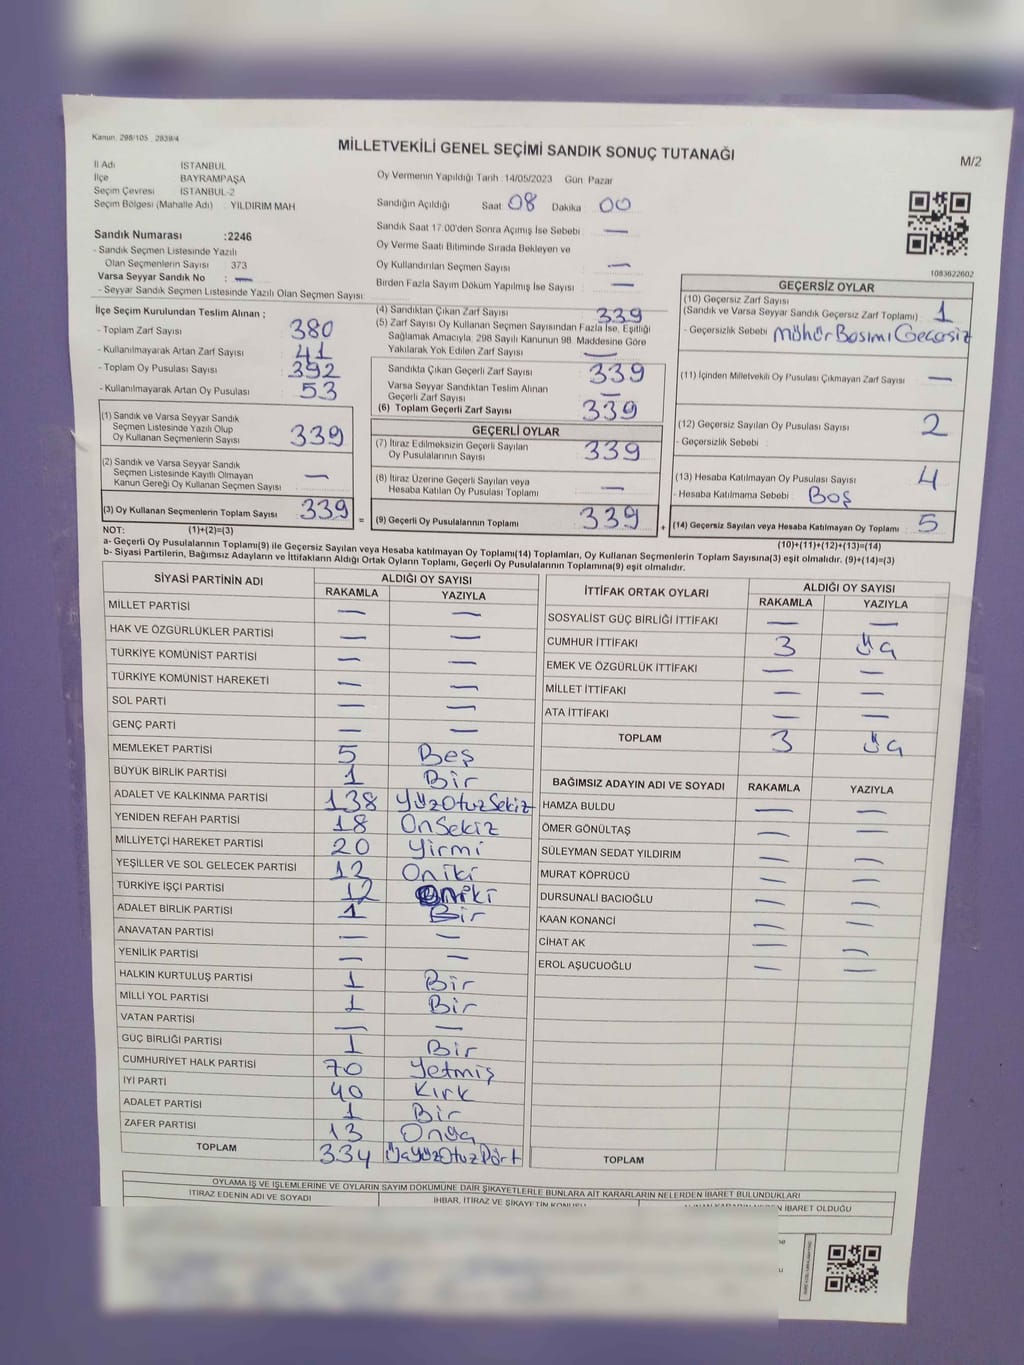 Kanun: 298/105 , 2839/4
MİLLETVEKİLİ GENEL SEÇİMİ SANDIK SONUÇ TUTANAĞI
M/2
İl Adı İSTANBUL
İlçe BAYRAMPAŞA
Seçim Çevresi İSTANBUL-2
Seçim Bölgesi (Mahalle Adı) : YILDIRIM MAH
Oy Vermenin Yapıldığı Tarih :14/05/2023 Gün Pazar
Sandığın Açıldığı Saat 08 Dakika 00
Sandık Saat 17:00'den Sonra Açımış İse Sebebi —
Oy Verme Saati Bitiminde Sırada Bekleyen ve
Oy Kullandırılan Seçmen Sayısı —
Birden Fazla Sayım Döküm Yapılmış İse Sayısı —
Sandık Numarası :2246
- Sandık Seçmen Listesinde Yazılı
Olan Seçmenlerin Sayısı : 373
Varsa Seyyar Sandık No : —
- Seyyar Sandık Seçmen Listesinde Yazılı Olan Seçmen Sayısı:
1083622602
İlçe Seçim Kurulundan Teslim Alınan ;
- Toplam Zarf Sayısı 380
- Kullanılmayarak Artan Zarf Sayısı 41
- Toplam Oy Pusulası Sayısı 392
- Kullanılmayarak Artan Oy Pusulası 53
(1) Sandık ve Varsa Seyyar Sandık
Seçmen Listesinde Yazılı Olup
Oy Kullanan Seçmenlerin Sayısı 339
(2) Sandık ve Varsa Seyyar Sandık
Seçmen Listesinde Kayıtlı Olmayan
Kanun Gereği Oy Kullanan Seçmen Sayısı —
(3) Oy Kullanan Seçmenlerin Toplam Sayısı 339
(4) Sandıktan Çıkan Zarf Sayısı 339
(5) Zarf Sayısı Oy Kullanan Seçmen Sayısından Fazla İse, Eşitliği
Sağlamak Amacıyla, 298 Sayılı Kanunun 98. Maddesine Göre
Yakılarak Yok Edilen Zarf Sayısı —
Sandıkta Çıkan Geçerli Zarf Sayısı 339
Varsa Seyyar Sandıktan Teslim Alınan
Geçerli Zarf Sayısı —
(6) Toplam Geçerli Zarf Sayısı 339
GEÇERLİ OYLAR
(7) İtiraz Edilmeksizin Geçerli Sayılan
Oy Pusulalarının Sayısı 339
(8) İtiraz Üzerine Geçerli Sayılan veya
Hesaba Katılan Oy Pusulası Toplamı —
= (9) Geçerli Oy Pusulalarının Toplamı 339
GEÇERSİZ OYLAR
(10) Geçersiz Zarf Sayısı
(Sandık ve Varsa Seyyar Sandık Geçersiz Zarf Toplamı) 1
- Geçersizlik Sebebi : Mühür Basımı Geçersiz
(11) İçinden Milletvekili Oy Pusulası Çıkmayan Zarf Sayısı —
(12) Geçersiz Sayılan Oy Pusulası Sayısı 2
- Geçersizlik Sebebi :
(13) Hesaba Katılmayan Oy Pusulası Sayısı 4
- Hesaba Katılmama Sebebi : Boş
+ (14) Geçersiz Sayılan veya Hesaba Katılmayan Oy Toplamı 5
NOT: (1)+(2)=(3) (10)+(11)+(12)+(13)=(14)
a- Geçerli Oy Pusulalarının Toplamı(9) ile Geçersiz Sayılan veya Hesaba katılmayan Oy Toplamı(14) Toplamları, Oy Kullanan Seçmenlerin Toplam Sayısına(3) eşit olmalıdır. (9)+(14)=(3)
b- Siyasi Partilerin, Bağımsız Adayların ve İttifakların Aldığı Ortak Oyların Toplamı, Geçerli Oy Pusulalarının Toplamına(9) eşit olmalıdır.
SİYASİ PARTİNİN ADI ALDIĞI OY SAYISI
RAKAMLA YAZIYLA
MİLLET PARTİSİ — —
HAK VE ÖZGÜRLÜKLER PARTİSİ — —
TÜRKİYE KOMÜNİST PARTİSİ — —
TÜRKİYE KOMÜNİST HAREKETİ — —
SOL PARTİ — —
GENÇ PARTİ — —
MEMLEKET PARTİSİ 5 Beş
BÜYÜK BİRLİK PARTİSİ 1 Bir
ADALET VE KALKINMA PARTİSİ 138 YüzOtuzSekiz
YENİDEN REFAH PARTİSİ 18 OnSekiz
MİLLİYETÇİ HAREKET PARTİSİ 20 Yirmi
YEŞİLLER VE SOL GELECEK PARTİSİ 12 Oniki
TÜRKİYE İŞÇİ PARTİSİ 12 Oniki
ADALET BİRLİK PARTİSİ 1 Bir
ANAVATAN PARTİSİ — —
YENİLİK PARTİSİ — —
HALKIN KURTULUŞ PARTİSİ 1 Bir
MİLLİ YOL PARTİSİ 1 Bir
VATAN PARTİSİ — —
GÜÇ BİRLİĞİ PARTİSİ 1 Bir
CUMHURİYET HALK PARTİSİ 70 Yetmiş
İYİ PARTİ 40 Kırk
ADALET PARTİSİ 1 Bir
ZAFER PARTİSİ 13 Onüç
TOPLAM 334 ÜçyüzOtuzDört
İTTİFAK ORTAK OYLARI ALDIĞI OY SAYISI
RAKAMLA YAZIYLA
SOSYALİST GÜÇ BİRLİĞİ İTTİFAKI — —
CUMHUR İTTİFAKI 3 Üç
EMEK VE ÖZGÜRLÜK İTTİFAKI — —
MİLLET İTTİFAKI — —
ATA İTTİFAKI — —
TOPLAM 3 Üç
BAĞIMSIZ ADAYIN ADI VE SOYADI RAKAMLA YAZIYLA
HAMZA BULDU — —
ÖMER GÖNÜLTAŞ — —
SÜLEYMAN SEDAT YILDIRIM — —
MURAT KÖPRÜCÜ — —
DURSUNALİ BACIOĞLU — —
KAAN KONANCİ — —
CİHAT AK — —
EROL AŞUCUOĞLU — —
TOPLAM
OYLAMA İŞ VE İŞLEMLERİNE VE OYLARIN SAYIM DÖKÜMÜNE DAİR ŞİKAYETLERLE BUNLARA AİT KARARLARIN NELERDEN İBARET BULUNDUKLARI
İTİRAZ EDENİN ADI VE SOYADI İHBAR, İTİRAZ VE ŞİKAYETİN KONUSU